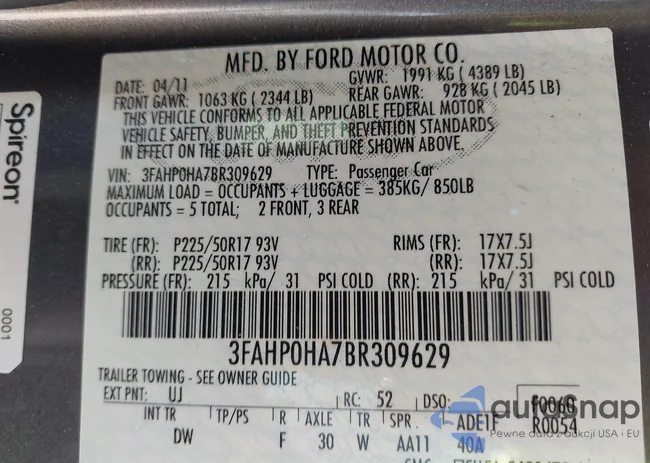 MFD. BY FORD MOTOR CO.
DATE: 04/11 GVWR: 1991 KG ( 4389 LB)
FRONT GAWR: 1063 KG ( 2344 LB) REAR GAWR: 928 KG ( 2045 LB)
THIS VEHICLE CONFORMS TO ALL APPLICABLE FEDERAL MOTOR
VEHICLE SAFETY, BUMPER, AND THEFT PREVENTION STANDARDS
IN EFFECT ON THE DATE OF MANUFACTURE SHOWN ABOVE.
VIN: 3FAHP0HA7BR309629 TYPE: Passenger Car
MAXIMUM LOAD = OCCUPANTS + LUGGAGE = 385KG/ 850LB
OCCUPANTS = 5 TOTAL; 2 FRONT, 3 REAR
TIRE (FR): P225/50R17 93V RIMS (FR): 17X7.5J
(RR): P225/50R17 93V (RR): 17X7.5J
PRESSURE (FR): 215 kPa/ 31 PSI COLD (RR): 215 kPa/ 31 PSI COLD
3FAHP0HA7BR309629
TRAILER TOWING - SEE OWNER GUIDE
EXT PNT: UJ RC: 52 DSO: F0060
R0054
INT TR TP/PS R AXLE TR SPR. ADE1F
DW F 30 W AA11 40A
Spireon
0001
autosnap
Pewne dane z aukcji USA i EU